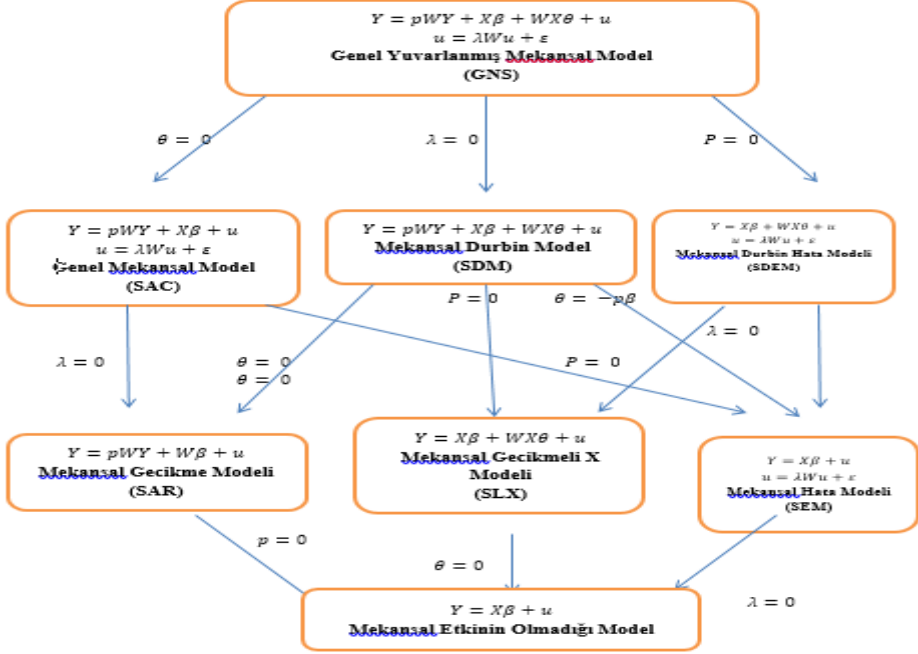 Y = pWY + Xβ + WXθ + u
u = λWu + ε
Genel Yuvarlanmış Mekansal Model
(GNS)
θ = 0
λ = 0
P = 0
Y = pWY + Xβ + u
u = λWu + ε
Genel Mekansal Model
(SAC)
Y = pWY + Xβ + WXθ + u
Mekansal Durbin Model
(SDM)
Y = Xβ + WXθ + u
u = λWu + ε
Mekansal Durbin Hata Modeli
(SDEM)
P = 0
θ = −pβ
λ = 0
λ = 0
θ = 0
θ = 0
P = 0
Y = pWY + Wβ + u
Mekansal Gecikme Modeli
(SAR)
Y = Xβ + WXθ + u
Mekansal Gecikmeli X
Modeli
(SLX)
Y = Xβ + u
u = λWu + ε
Mekansal Hata Modeli
(SEM)
p = 0
θ = 0
λ = 0
Y = Xβ + u
Mekansal Etkinin Olmadığı Model